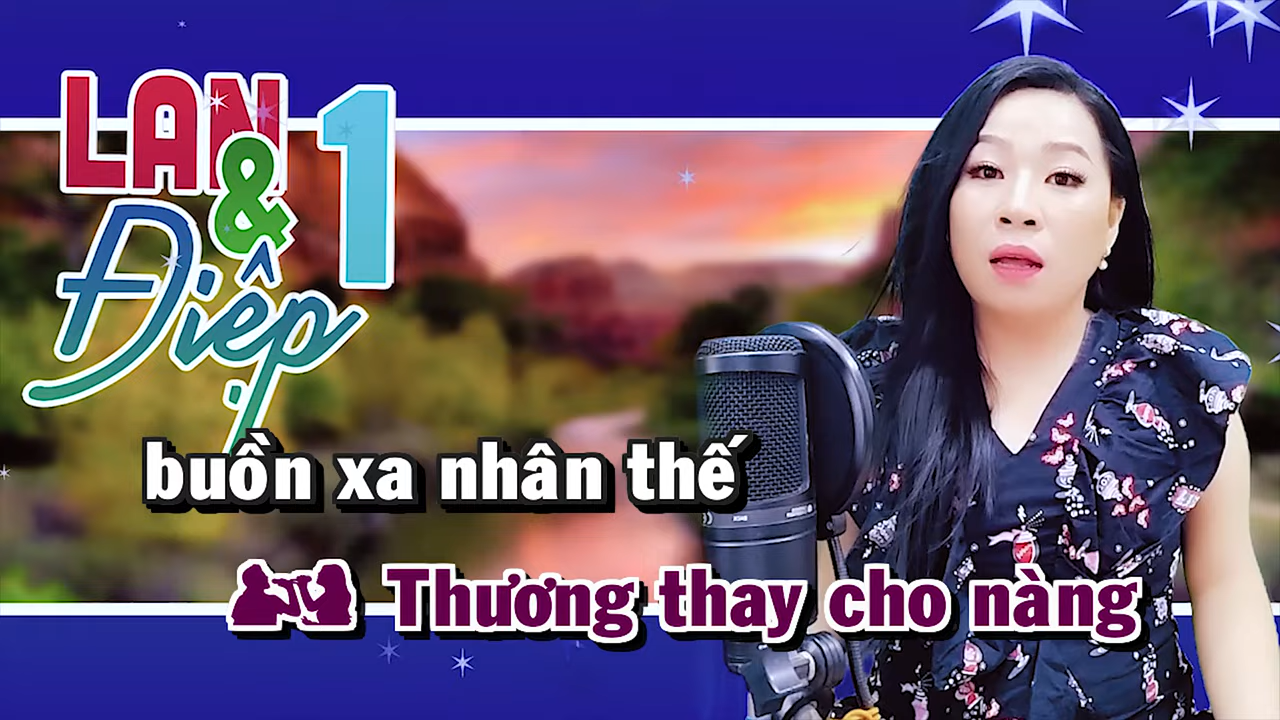 LAN
&
Điệp
1
buồn xa nhân thế
Thương thay cho nàng